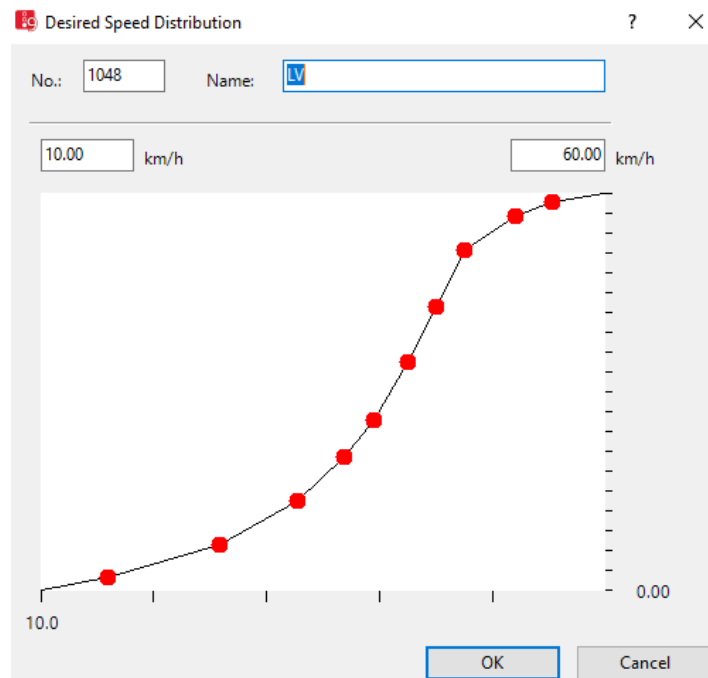 Desired Speed Distribution ?
No.: 1048 Name: LV
10.00 km/h 60.00 km/h
0.00
10.0
OK Cancel